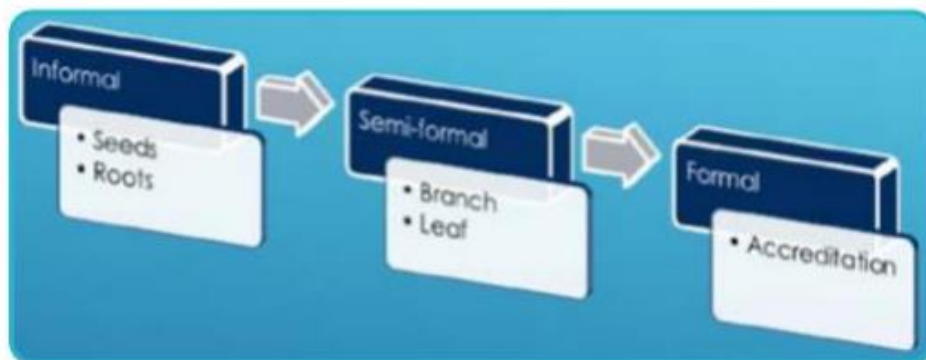 Informal
• Seeds
• Roots
Semi-formal
• Branch
• Leaf
Formal
• Accreditation